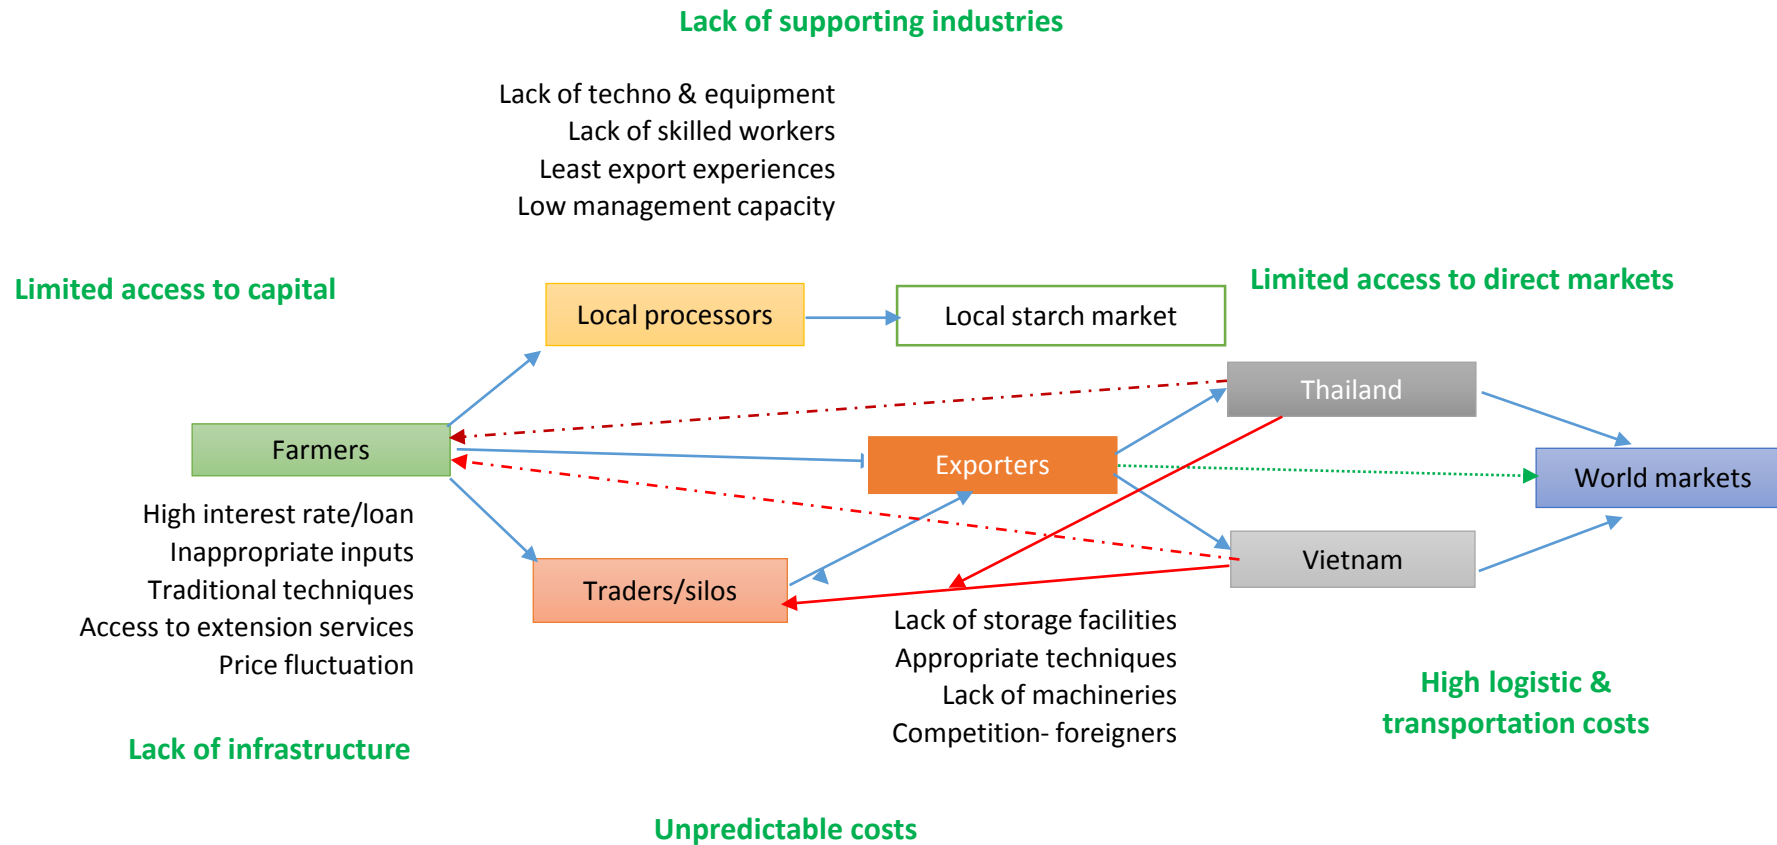 Lack of supporting industries
Lack of techno & equipment
Lack of skilled workers
Least export experiences
Low management capacity
Limited access to capital
Limited access to direct markets
Local processors
Local starch market
Thailand
Farmers
Exporters
World markets
High interest rate/loan
Inappropriate inputs
Traditional techniques
Access to extension services
Price fluctuation
Traders/silos
Vietnam
Lack of storage facilities
Appropriate techniques
Lack of machineries
Competition- foreigners
High logistic &
transportation costs
Lack of infrastructure
Unpredictable costs